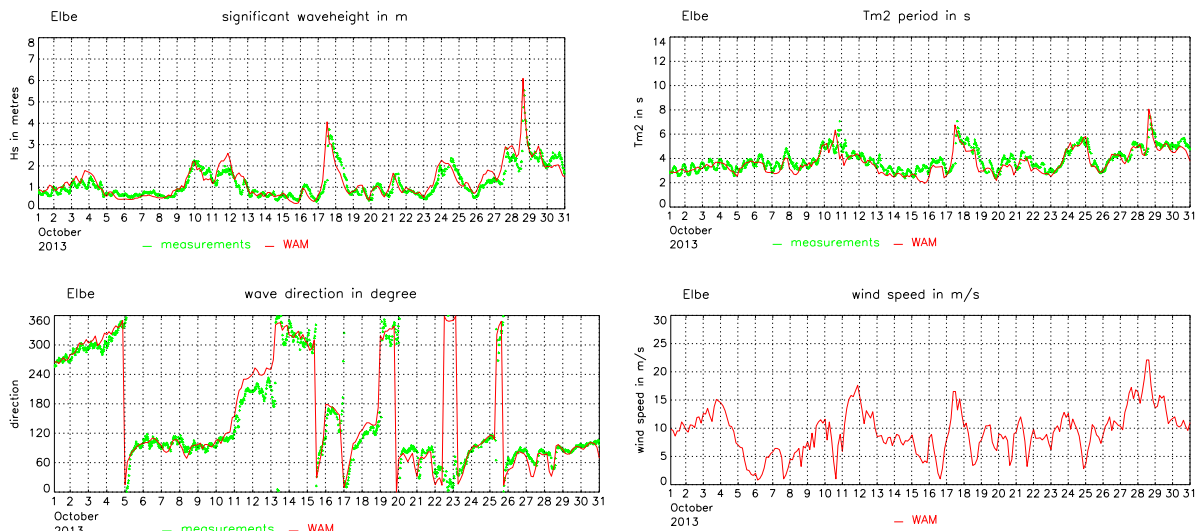 Elbe significant waveheight in m
8
7
6
5
4
3
2
1
0
Hs in metres
1 2 3 4 5 6 7 8 9 10 11 12 13 14 15 16 17 18 19 20 21 22 23 24 25 26 27 28 29 30 31
October
2013
measurements WAM
Elbe Tm2 period in s
14
12
10
8
6
4
2
0
Tm2 in s
1 2 3 4 5 6 7 8 9 10 11 12 13 14 15 16 17 18 19 20 21 22 23 24 25 26 27 28 29 30 31
October
2013
measurements WAM
Elbe wave direction in degree
360
300
240
180
120
60
0
direction
1 2 3 4 5 6 7 8 9 10 11 12 13 14 15 16 17 18 19 20 21 22 23 24 25 26 27 28 29 30 31
October
2013
measurements WAM
Elbe wind speed in m/s
30
25
20
15
10
5
0
wind speed in m/s
1 2 3 4 5 6 7 8 9 10 11 12 13 14 15 16 17 18 19 20 21 22 23 24 25 26 27 28 29 30 31
October
2013
WAM